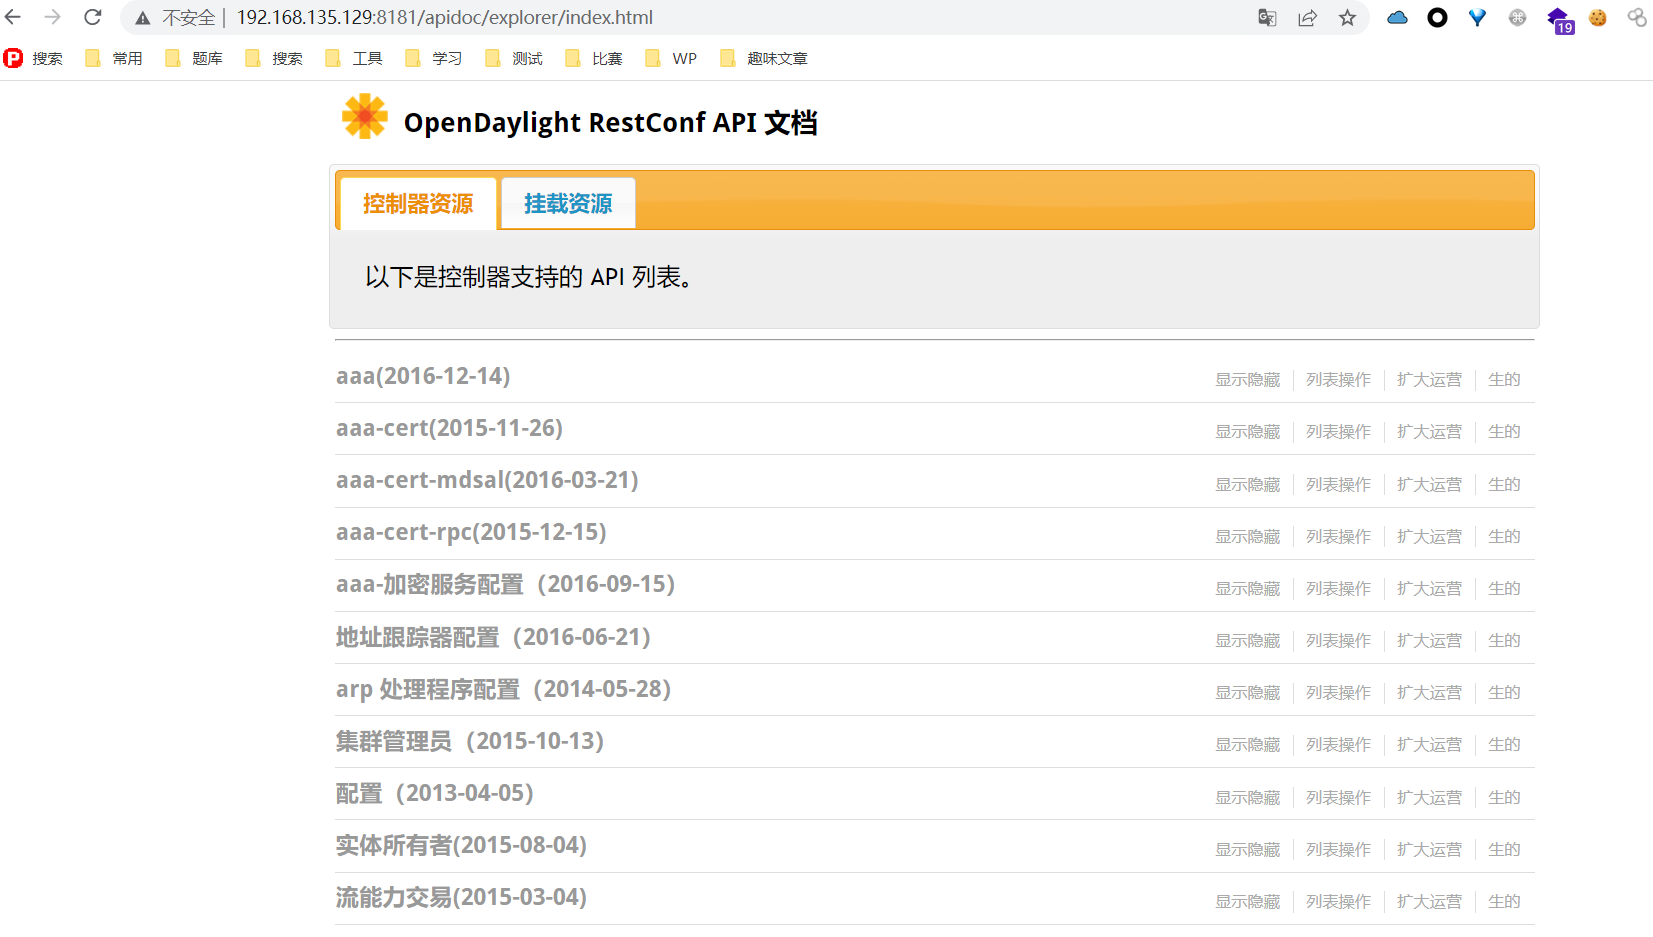 不安全 | 192.168.135.129:8181/apidoc/explorer/index.html
19
搜索 常用 题库 搜索 工具 学习 测试 比赛 WP 趣味文章
OpenDaylight RestConf API 文档
控制器资源 挂载资源
以下是控制器支持的 API 列表。
aaa(2016-12-14) 显示隐藏 列表操作 扩大运营 生的
aaa-cert(2015-11-26) 显示隐藏 列表操作 扩大运营 生的
aaa-cert-mdsal(2016-03-21) 显示隐藏 列表操作 扩大运营 生的
aaa-cert-rpc(2015-12-15) 显示隐藏 列表操作 扩大运营 生的
aaa-加密服务配置（2016-09-15） 显示隐藏 列表操作 扩大运营 生的
地址跟踪器配置（2016-06-21） 显示隐藏 列表操作 扩大运营 生的
arp 处理程序配置（2014-05-28） 显示隐藏 列表操作 扩大运营 生的
集群管理员（2015-10-13） 显示隐藏 列表操作 扩大运营 生的
配置（2013-04-05） 显示隐藏 列表操作 扩大运营 生的
实体所有者(2015-08-04) 显示隐藏 列表操作 扩大运营 生的
流能力交易(2015-03-04) 显示隐藏 列表操作 扩大运营 生的